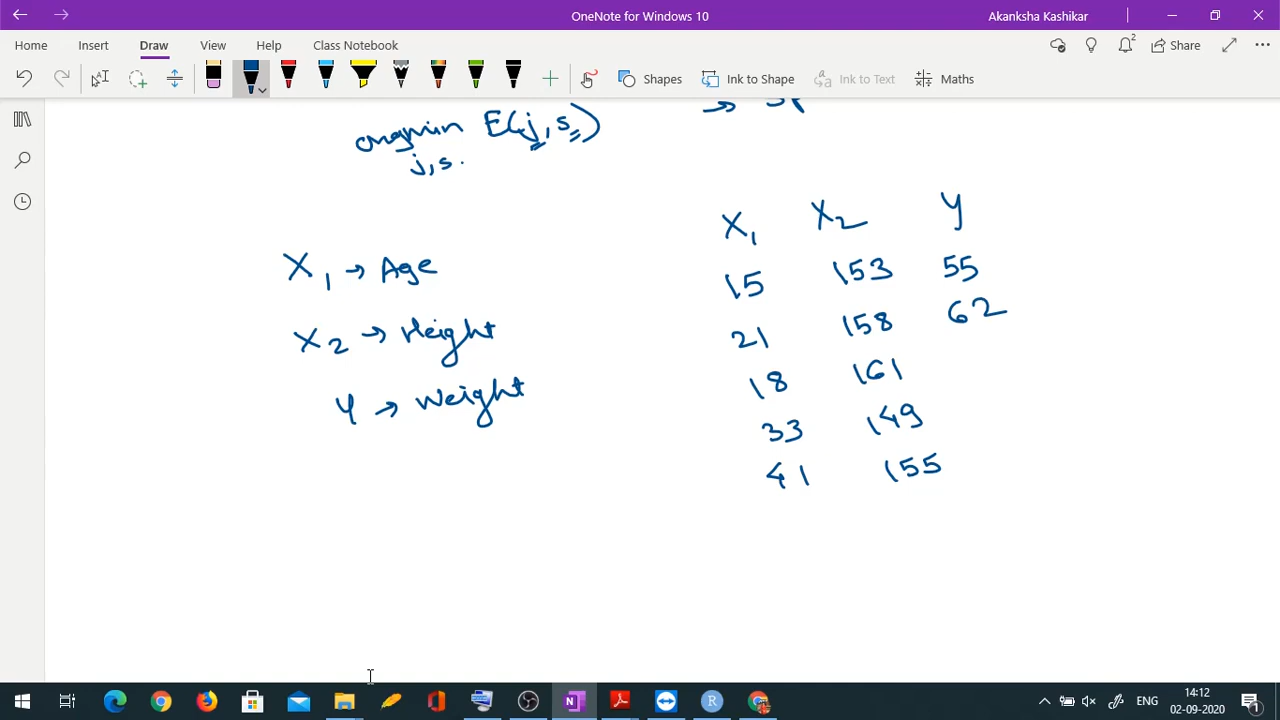 OneNote for Windows 10
Akanksha Kashikar
Home Insert Draw View Help Class Notebook
Share
Shapes Ink to Shape Ink to Text Maths
argmin E(j,s)
j,s.
X1 → Age
X2 → Height
Y → Weight
X1 X2 Y
15 153 55
21 158 62
18 161
33 149
41 155
ENG
14:12
02-09-2020